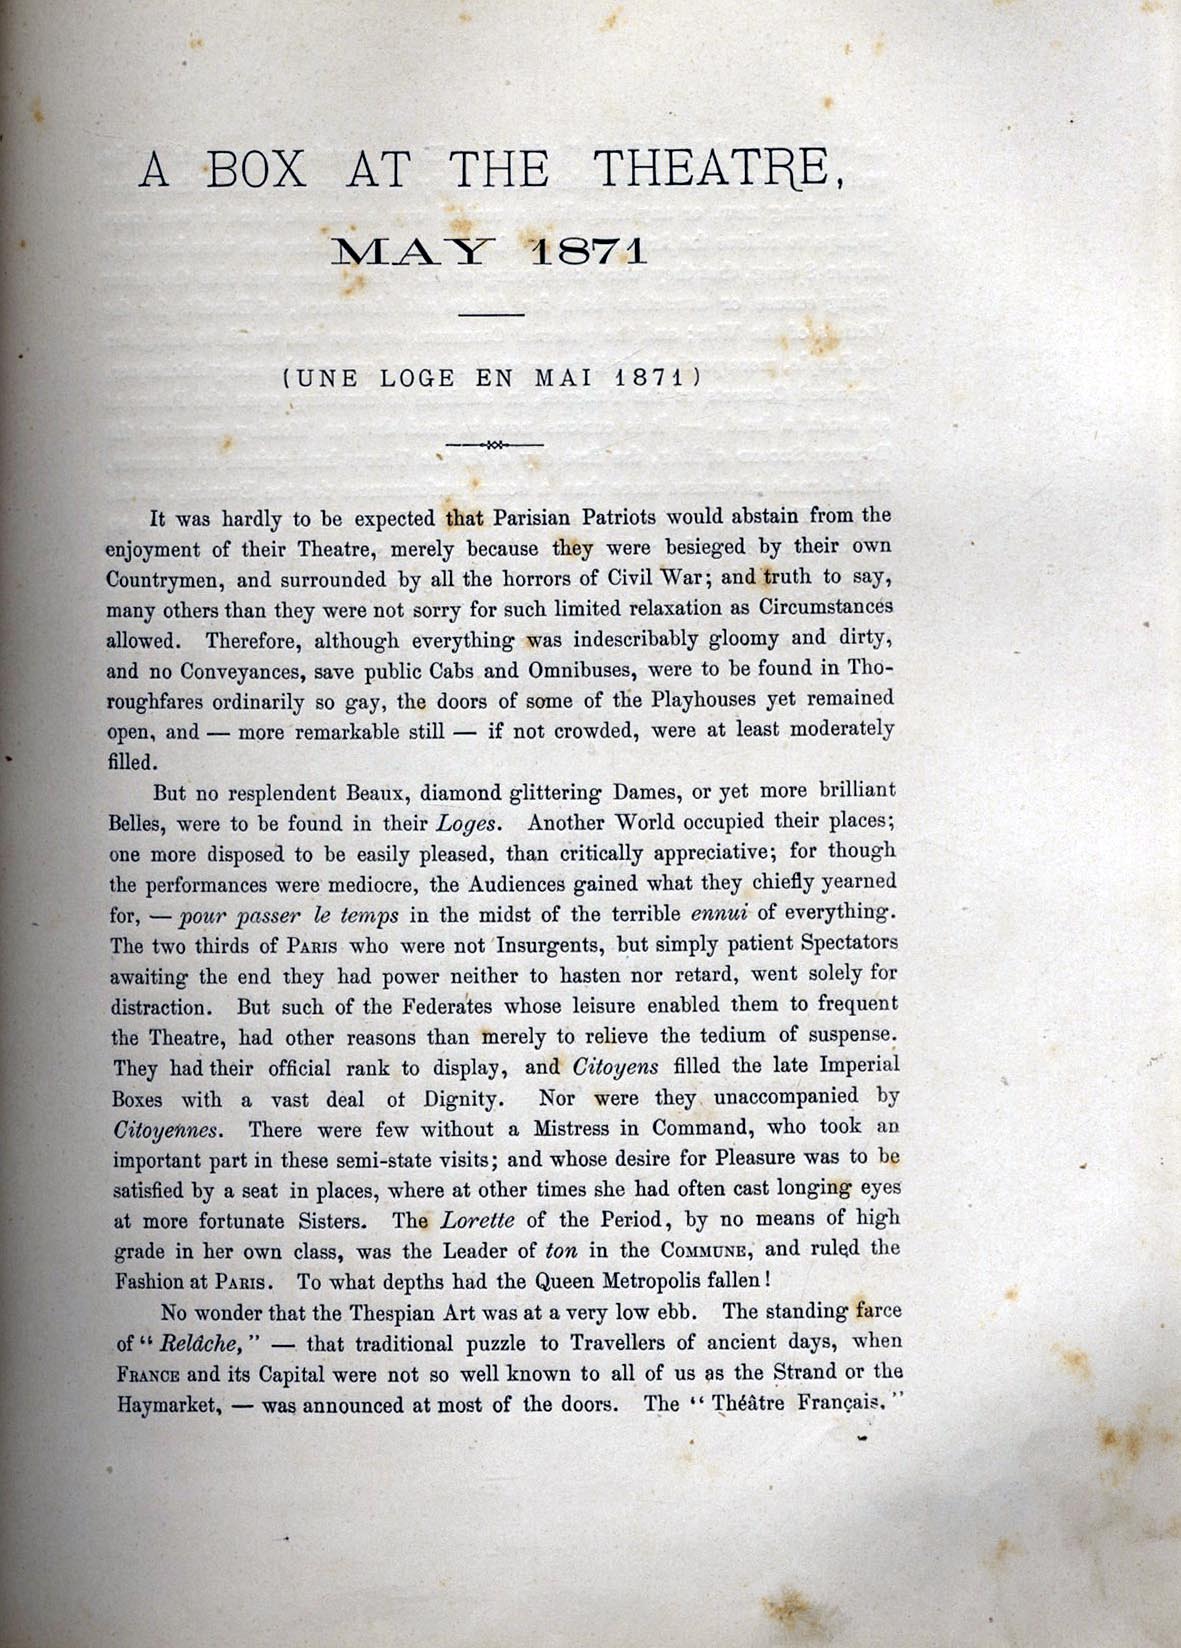 A BOX AT THE THEATRE,
MAY 1871
(UNE LOGE EN MAI 1871)
It was hardly to be expected that Parisian Patriots would abstain from the
enjoyment of their Theatre, merely because they were besieged by their own
Countrymen, and surrounded by all the horrors of Civil War; and truth to say,
many others than they were not sorry for such limited relaxation as Circumstances
allowed. Therefore, although everything was indescribably gloomy and dirty,
and no Conveyances, save public Cabs and Omnibuses, were to be found in Tho-
roughfares ordinarily so gay, the doors of some of the Playhouses yet remained
open, and — more remarkable still — if not crowded, were at least moderately
filled.
But no resplendent Beaux, diamond glittering Dames, or yet more brilliant
Belles, were to be found in their Loges. Another World occupied their places;
one more disposed to be easily pleased, than critically appreciative; for though
the performances were mediocre, the Audiences gained what they chiefly yearned
for, — pour passer le temps in the midst of the terrible ennui of everything.
The two thirds of PARIS who were not Insurgents, but simply patient Spectators
awaiting the end they had power neither to hasten nor retard, went solely for
distraction. But such of the Federates whose leisure enabled them to frequent
the Theatre, had other reasons than merely to relieve the tedium of suspense.
They had their official rank to display, and Citoyens filled the late Imperial
Boxes with a vast deal of Dignity. Nor were they unaccompanied by
Citoyennes. There were few without a Mistress in Command, who took an
important part in these semi-state visits; and whose desire for Pleasure was to be
satisfied by a seat in places, where at other times she had often cast longing eyes
at more fortunate Sisters. The Lorette of the Period, by no means of high
grade in her own class, was the Leader of ton in the COMMUNE, and ruled the
Fashion at PARIS. To what depths had the Queen Metropolis fallen!
No wonder that the Thespian Art was at a very low ebb. The standing farce
of "Relâche," — that traditional puzzle to Travellers of ancient days, when
FRANCE and its Capital were not so well known to all of us as the Strand or the
Haymarket, — was announced at most of the doors. The "Théâtre Français."